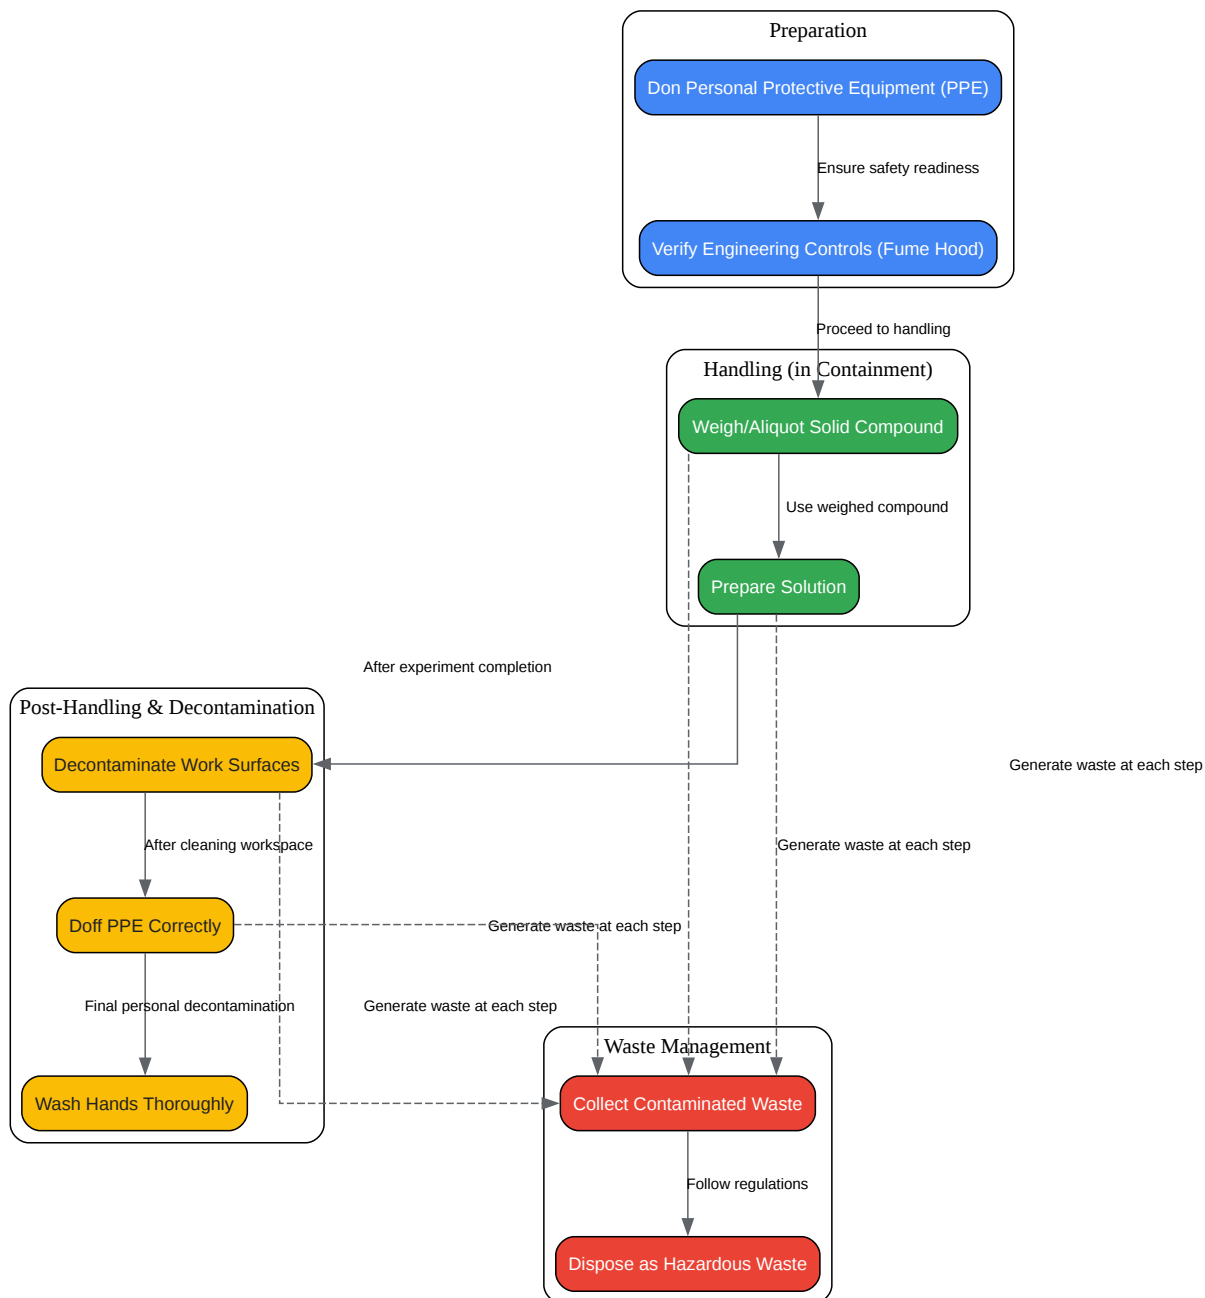 Preparation
Don Personal Protective Equipment (PPE)
Ensure safety readiness
Verify Engineering Controls (Fume Hood)
Proceed to handling
Handling (in Containment)
Weigh/Aliquot Solid Compound
Use weighed compound
Prepare Solution
After experiment completion
Post-Handling & Decontamination
Decontaminate Work Surfaces
Generate waste at each step
After cleaning workspace
Generate waste at each step
Doff PPE Correctly
Generate waste at each step
Final personal decontamination
Generate waste at each step
Waste Management
Wash Hands Thoroughly
Collect Contaminated Waste
Follow regulations
Dispose as Hazardous Waste